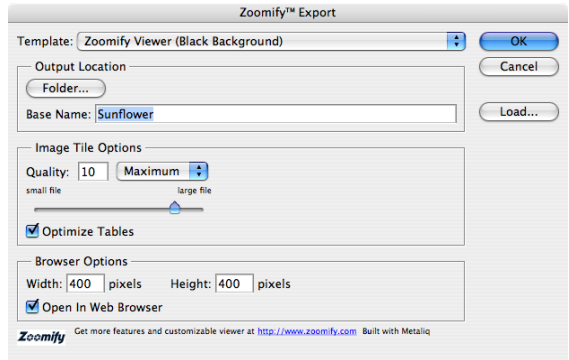 Zoomify™ Export
Template: Zoomify Viewer (Black Background)
OK
Output Location
Cancel
Folder...
Base Name: Sunflower
Load...
Image Tile Options
Quality: 10 Maximum
small file large file
Optimize Tables
Browser Options
Width: 400 pixels Height: 400 pixels
Open In Web Browser
Zoomify Get more features and customizable viewer at http://www.zoomify.com Built with Metaliq